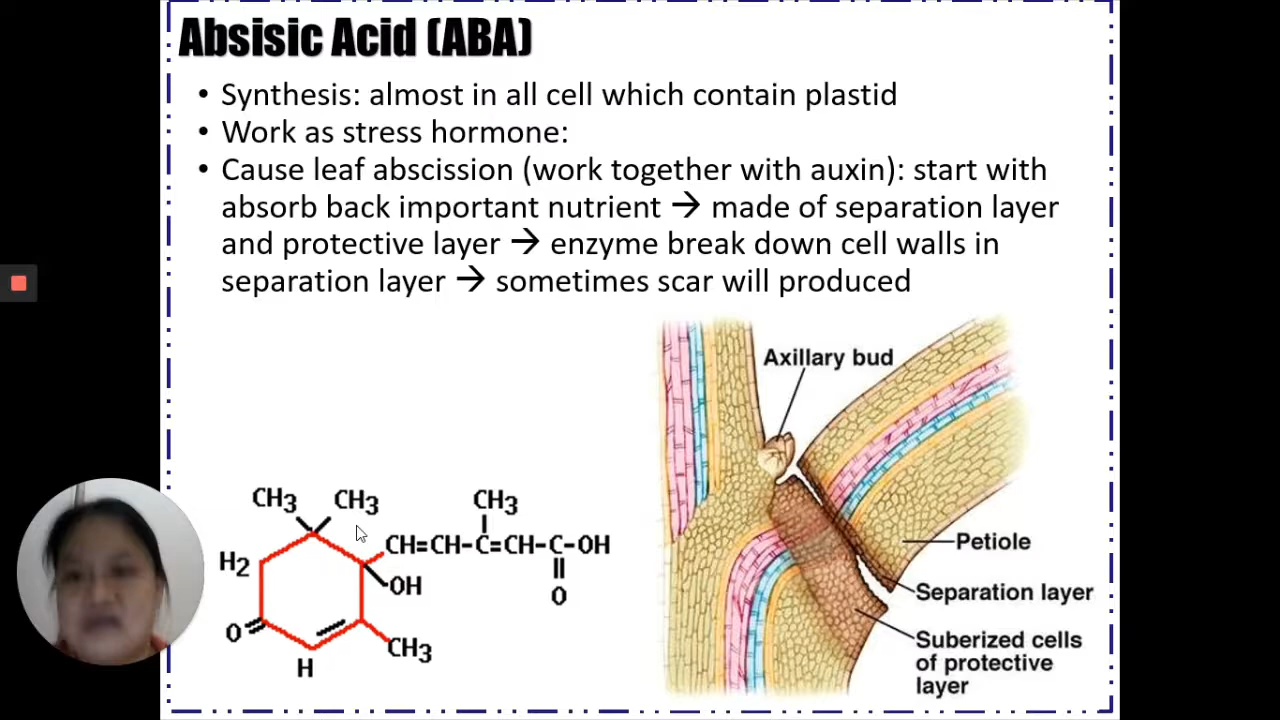 Absisic Acid (ABA)
• Synthesis: almost in all cell which contain plastid
• Work as stress hormone:
• Cause leaf abscission (work together with auxin): start with
absorb back important nutrient → made of separation layer
and protective layer → enzyme break down cell walls in
separation layer → sometimes scar will produced
Axillary bud
Petiole
Separation layer
Suberized cells
of protective
layer
CH3 CH3 CH3
H2 CH=CH-C=CH-C-OH
OH O
O CH3
H